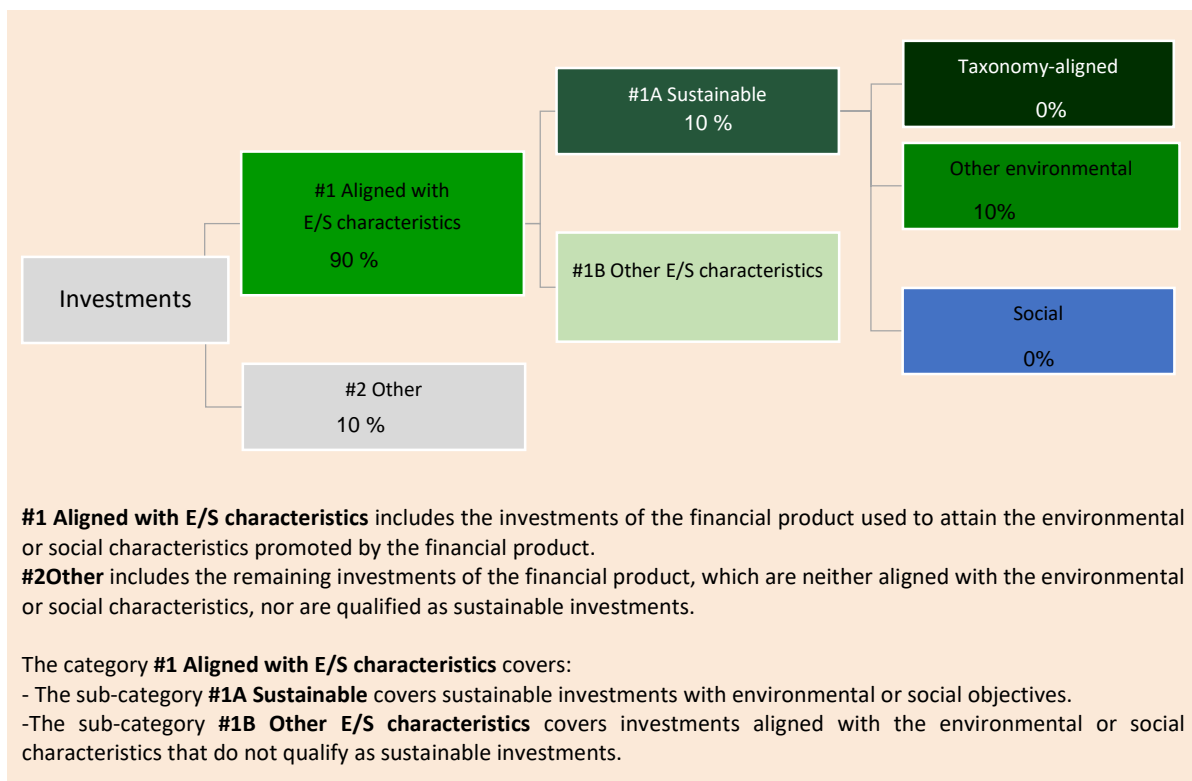 Investments
#1 Aligned with
E/S characteristics
90 %
#2 Other
10 %
#1A Sustainable
10 %
#1B Other E/S characteristics
Taxonomy-aligned
0%
Other environmental
10%
Social
0%
#1 Aligned with E/S characteristics includes the investments of the financial product used to attain the environmental
or social characteristics promoted by the financial product.
#2Other includes the remaining investments of the financial product, which are neither aligned with the environmental
or social characteristics, nor are qualified as sustainable investments.
The category #1 Aligned with E/S characteristics covers:
- The sub-category #1A Sustainable covers sustainable investments with environmental or social objectives.
-The sub-category #1B Other E/S characteristics covers investments aligned with the environmental or social
characteristics that do not qualify as sustainable investments.